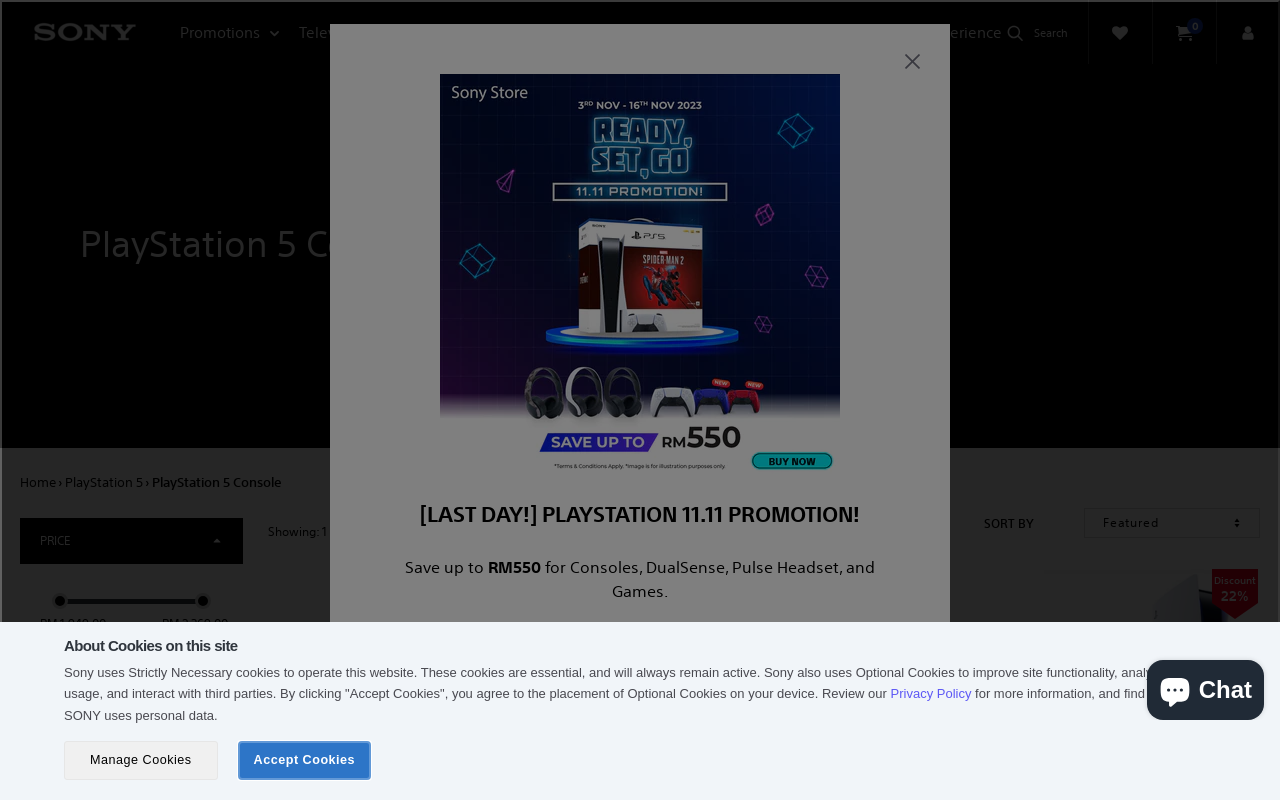 SONY
Promotions
erience
Search
0
Sony Store
3RD NOV - 16TH NOV 2023
READY,
SET,GO
11.11 PROMOTION!
SONY
PS5
MARVEL
SPIDER-MAN 2
NEW
NEW
SAVE UP TO RM550
*Terms & Conditions Apply. *Image is for illustration purposes only.
BUY NOW
PlayStation 5
Home › PlayStation 5 › PlayStation 5 Console
[LAST DAY!] PLAYSTATION 11.11 PROMOTION!
SORT BY
Featured
PRICE
Showing: 1
Save up to RM550 for Consoles, DualSense, Pulse Headset, and
Games.
Discount
22%
About Cookies on this site
Sony uses Strictly Necessary cookies to operate this website. These cookies are essential, and will always remain active. Sony also uses Optional Cookies to improve site functionality, analy
usage, and interact with third parties. By clicking "Accept Cookies", you agree to the placement of Optional Cookies on your device. Review our Privacy Policy for more information, and find
SONY uses personal data.
Chat
Manage Cookies
Accept Cookies